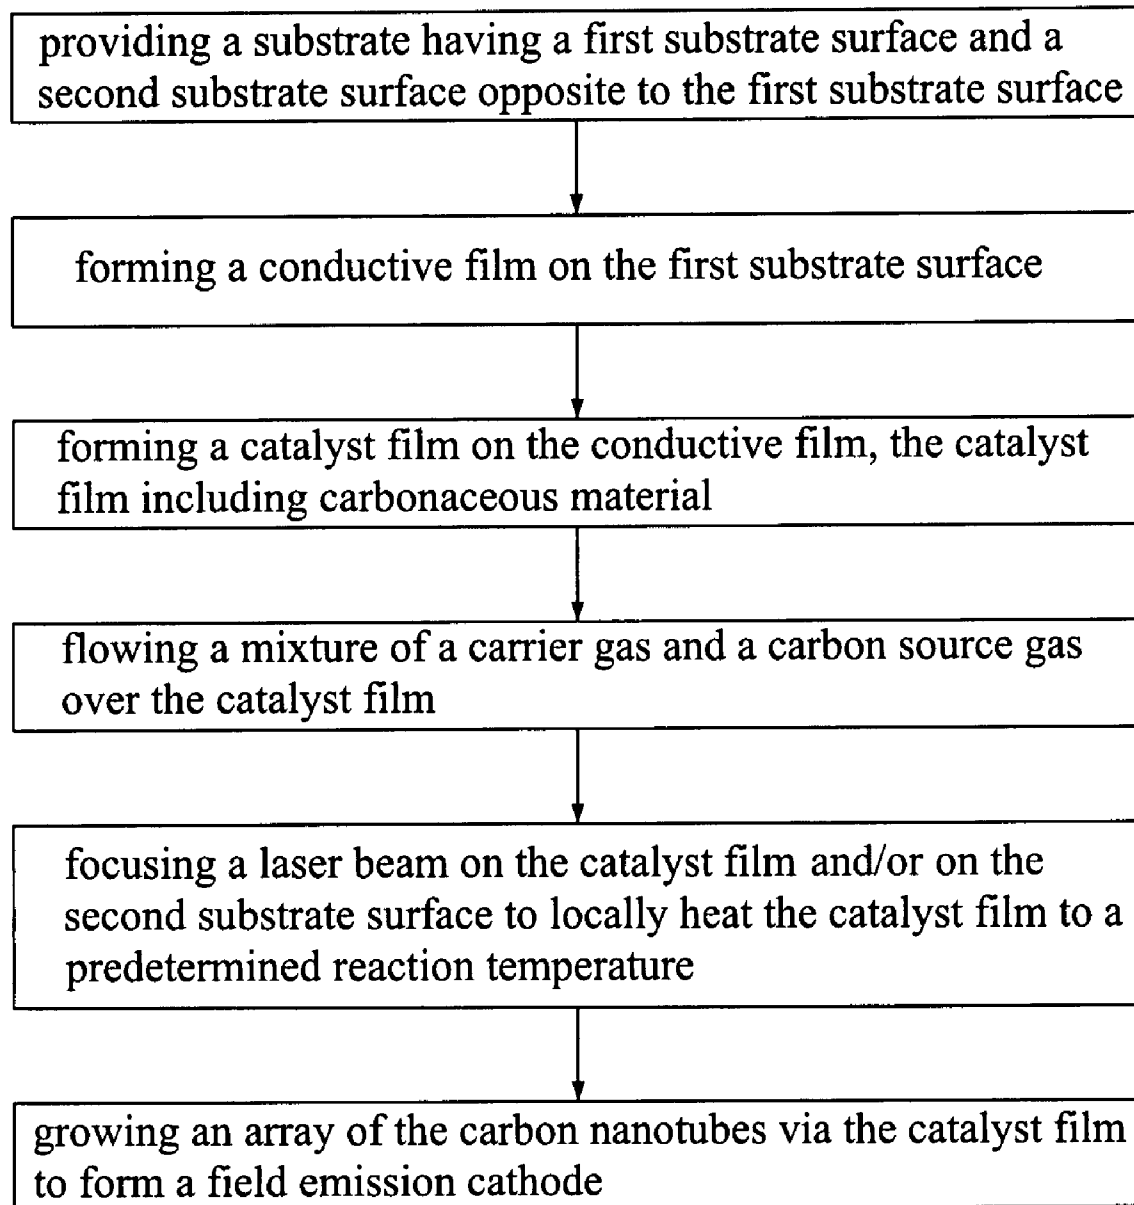 providing a substrate having a first substrate surface and a
second substrate surface opposite to the first substrate surface
forming a conductive film on the first substrate surface
forming a catalyst film on the conductive film, the catalyst
film including carbonaceous material
flowing a mixture of a carrier gas and a carbon source gas
over the catalyst film
focusing a laser beam on the catalyst film and/or on the
second substrate surface to locally heat the catalyst film to a
predetermined reaction temperature
growing an array of the carbon nanotubes via the catalyst film
to form a field emission cathode